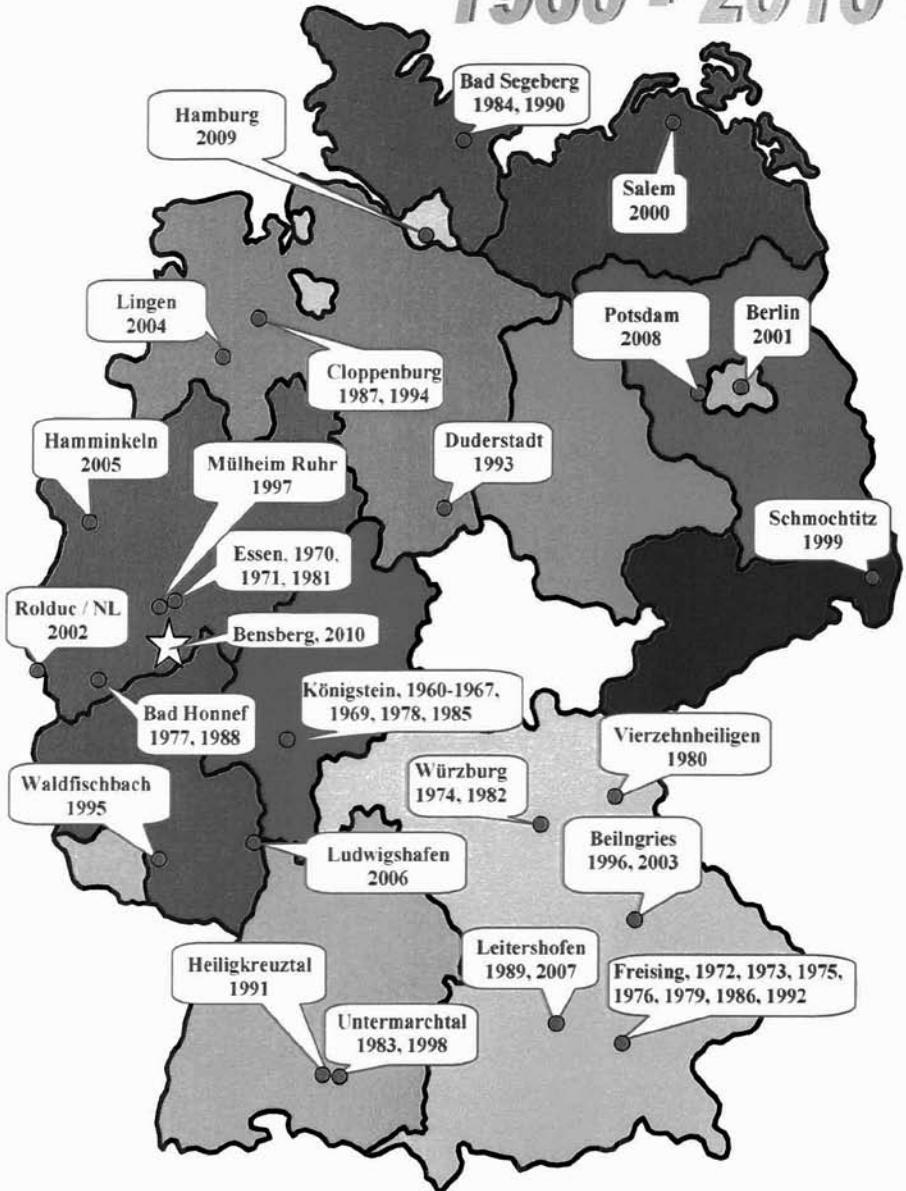 1960 - 2010
Bad Segeberg
1984, 1990
Hamburg
2009
Salem
2000
Lingen
2004
Potsdam
2008
Berlin
2001
Cloppenburg
1987, 1994
Hamminkeln
2005
Mülheim Ruhr
1997
Duderstadt
1993
Schmochtitz
1999
Essen, 1970,
1971, 1981
Rolduc / NL
2002
Bensberg, 2010
Königstein, 1960-1967,
1969, 1978, 1985
Bad Honnef
1977, 1988
Vierzehnheiligen
1980
Würzburg
1974, 1982
Waldfischbach
1995
Ludwigshafen
2006
Beilngries
1996, 2003
Leitershofen
1989, 2007
Freising, 1972, 1973, 1975,
1976, 1979, 1986, 1992
Heiligkreuztal
1991
Untermarchtal
1983, 1998